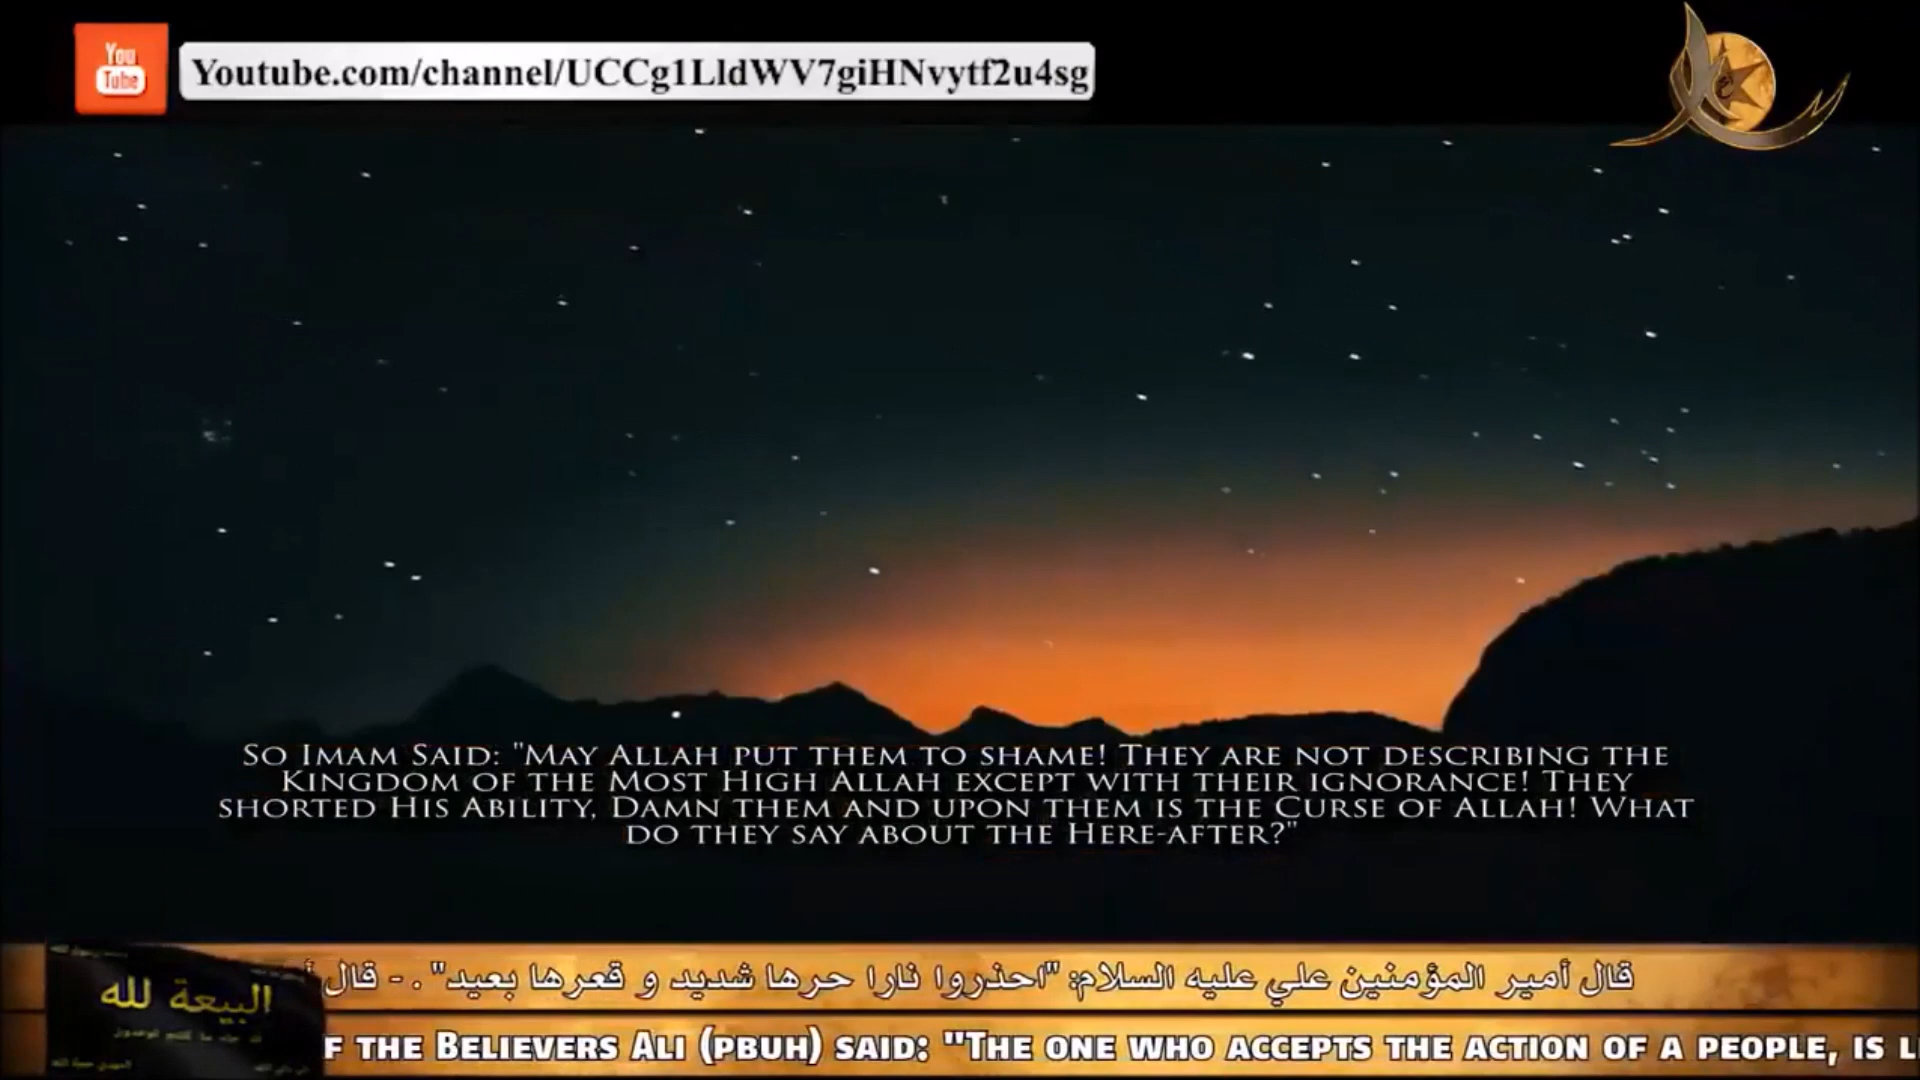 You
Tube
Youtube.com/channel/UCCg1LldWV7giHNvytf2u4sg
SO IMAM SAID: "MAY ALLAH PUT THEM TO SHAME! THEY ARE NOT DESCRIBING THE
KINGDOM OF THE MOST HIGH ALLAH EXCEPT WITH THEIR IGNORANCE! THEY
SHORTED HIS ABILITY, DAMN THEM AND UPON THEM IS THE CURSE OF ALLAH! WHAT
DO THEY SAY ABOUT THE HERE-AFTER?"
قال أمير المؤمنين علي عليه السلام: "احذروا نارا حرها شديد و قعرها بعيد". - قال
البيعة لله
F THE BELIEVERS ALI (PBUH) SAID: "THE ONE WHO ACCEPTS THE ACTION OF A PEOPLE, IS